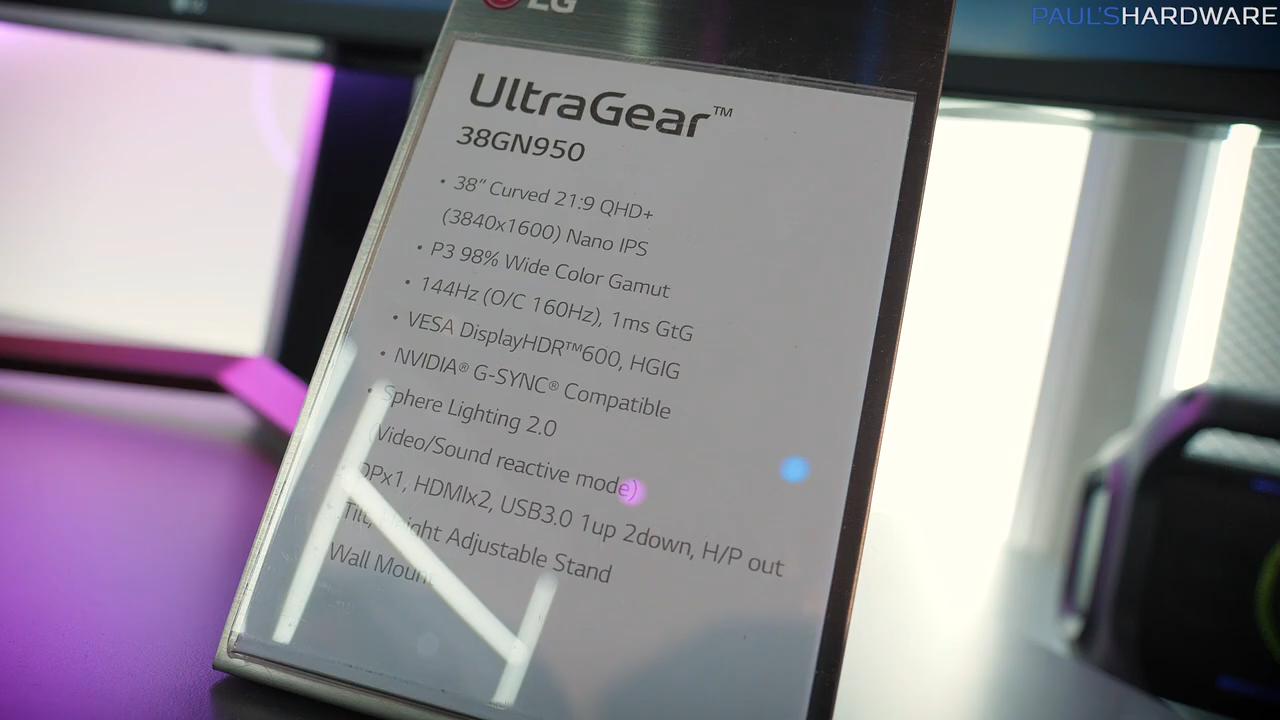 PAUL'SHARDWARE
LG
UltraGear™
38GN950
• 38" Curved 21:9 QHD+
(3840x1600) Nano IPS
• P3 98% Wide Color Gamut
• 144Hz (O/C 160Hz), 1ms GtG
• VESA DisplayHDR™600, HGIG
• NVIDIA® G-SYNC® Compatible
• Sphere Lighting 2.0
(Video/Sound reactive mode)
DPx1, HDMIx2, USB3.0 1up 2down, H/P out
Tilt/Height Adjustable Stand
Wall Mount